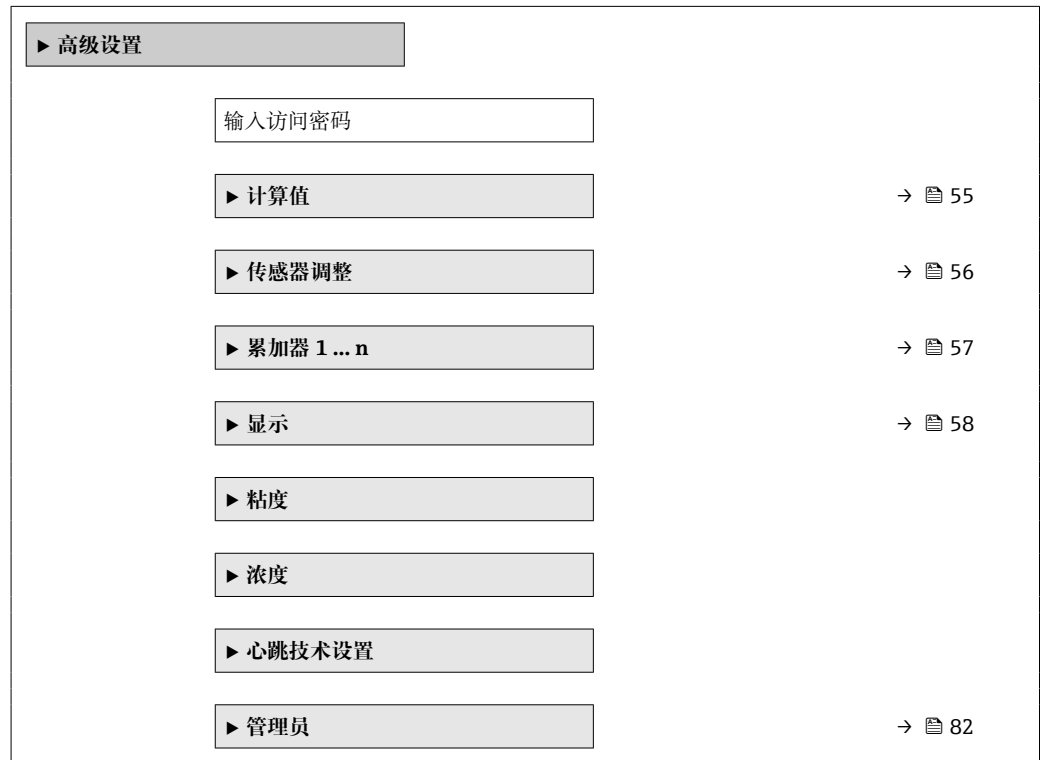 ▶ 高级设置
输入访问密码
▶ 计算值 → 🖺 55
▶ 传感器调整 → 🖺 56
▶ 累加器 1 … n → 🖺 57
▶ 显示 → 🖺 58
▶ 粘度
▶ 浓度
▶ 心跳技术设置
▶ 管理员 → 🖺 82